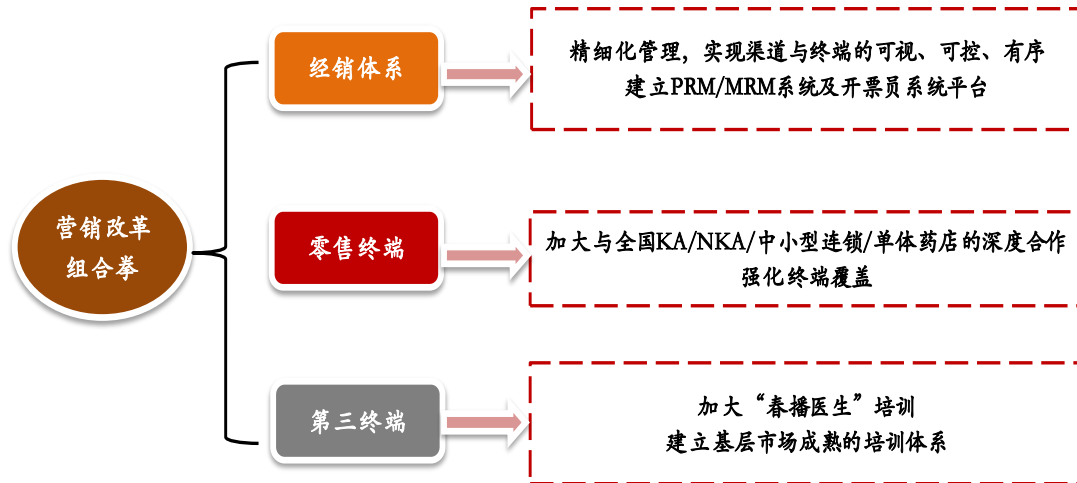 营销改革
组合拳
经销体系
精细化管理，实现渠道与终端的可视、可控、有序
建立PRM/MRM系统及开票员系统平台
零售终端
加大与全国KA/NKA/中小型连锁/单体药店的深度合作
强化终端覆盖
第三终端
加大“春播医生”培训
建立基层市场成熟的培训体系